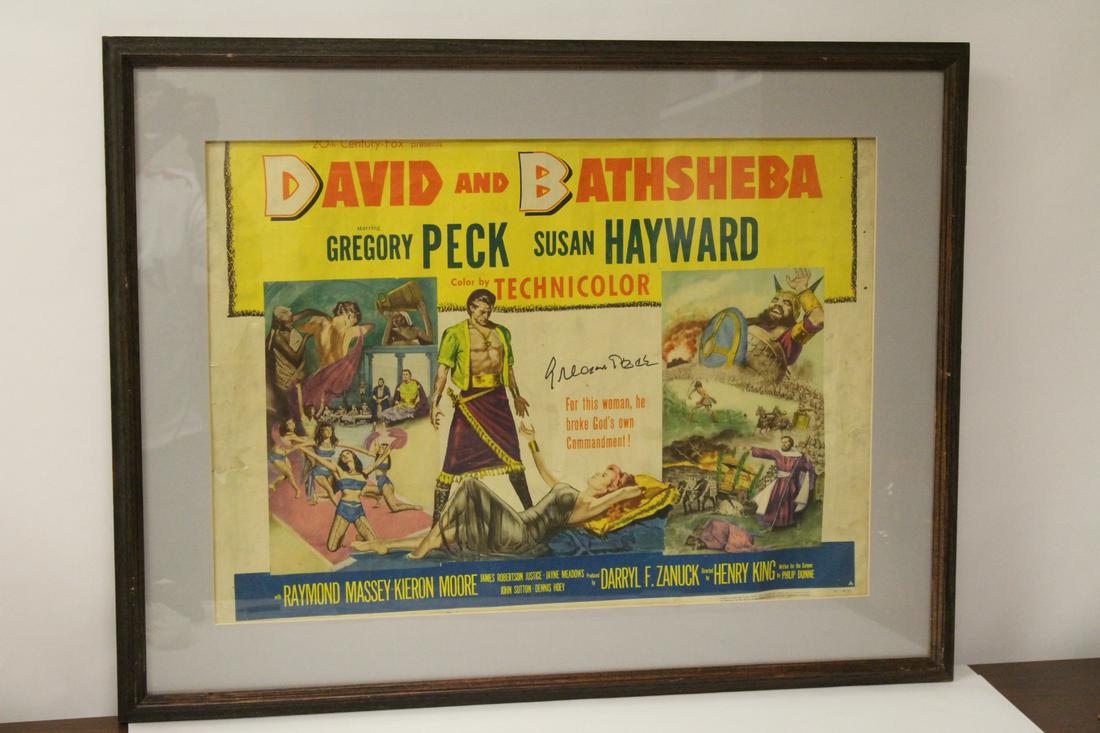 20th Century-Fox presents
DAVID AND BATHSHEBA
starring
GREGORY PECK SUSAN HAYWARD
Color by TECHNICOLOR
Gregory Peck
For this woman, he
broke God's own
Commandment!
with RAYMOND MASSEY · KIERON MOORE JAMES ROBERTSON JUSTICE · JAYNE MEADOWS JOHN SUTTON · DENNIS HOEY Produced by DARRYL F. ZANUCK Directed by HENRY KING Written for the Screen by PHILIP DUNNE